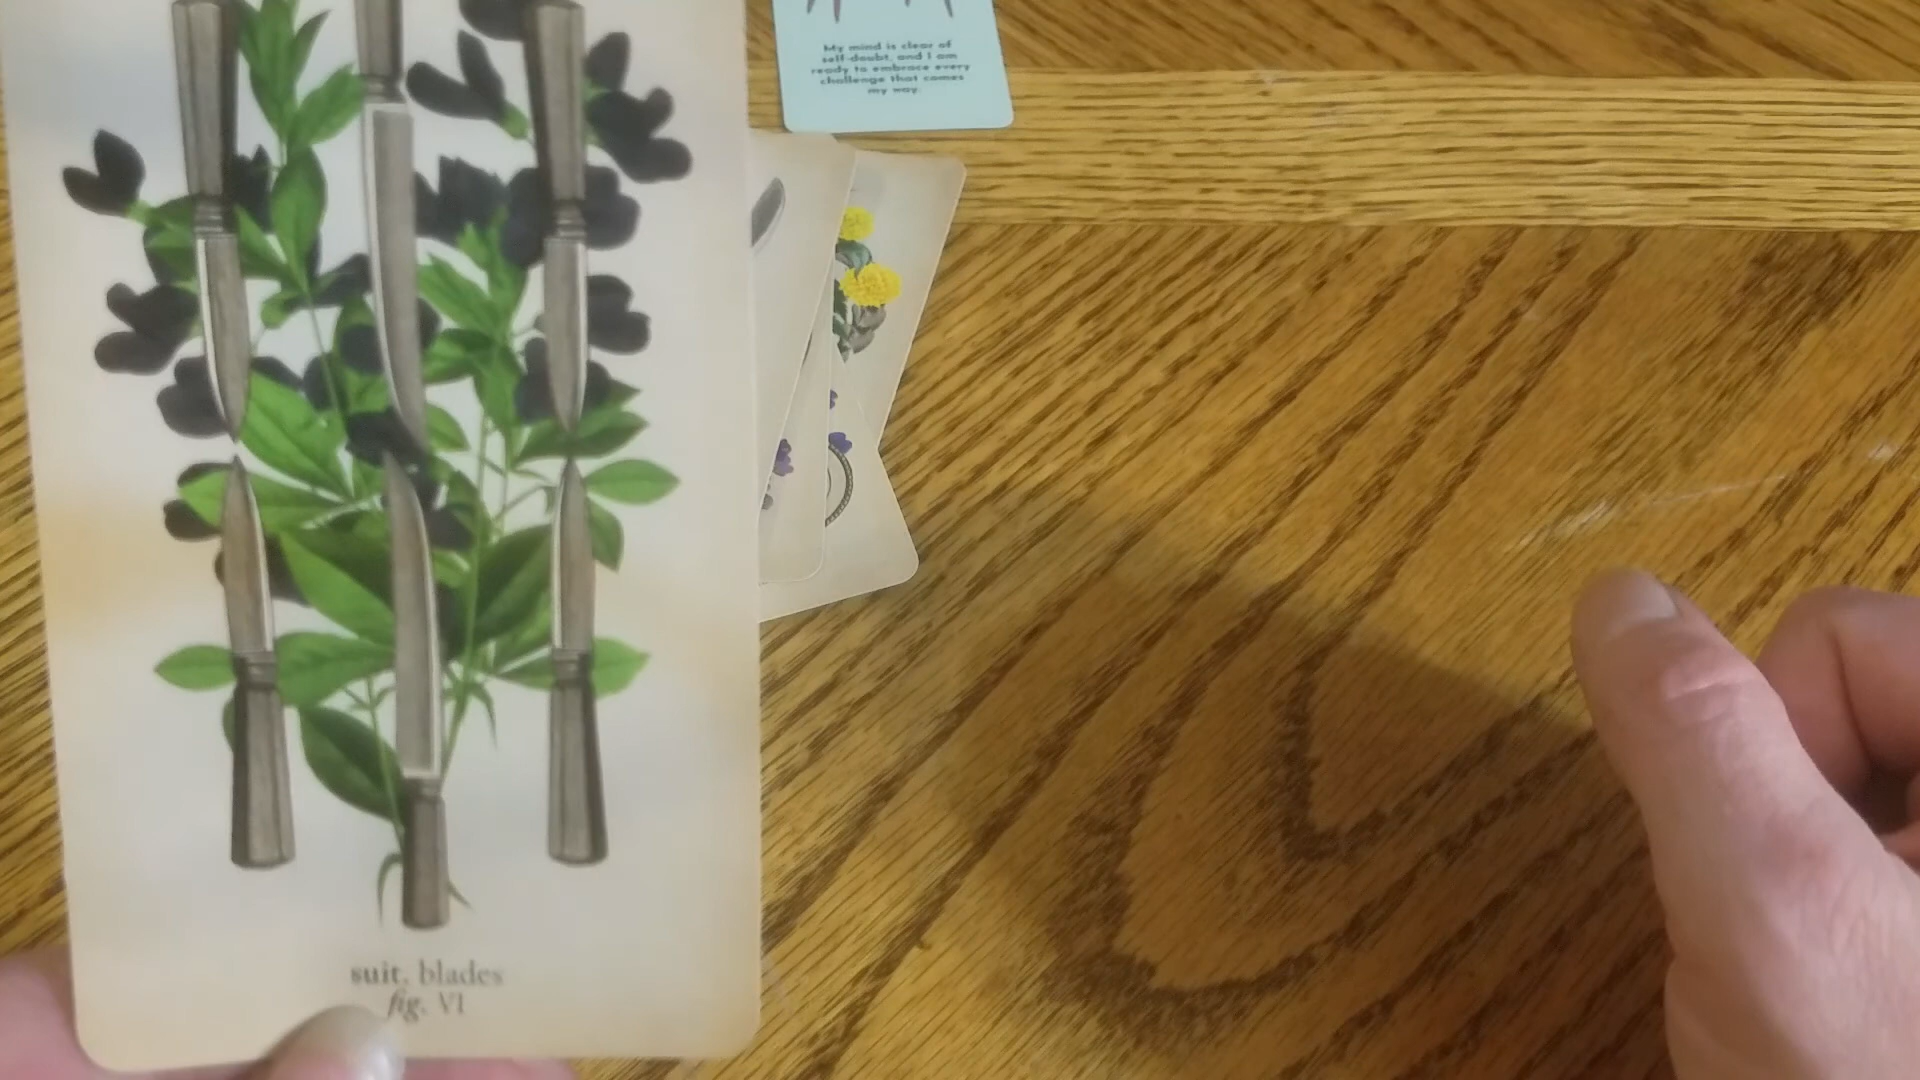 My mind is clear of
self-doubt, and I am
ready to embrace every
challenge that comes
my way.
suit, blades
fig. VI